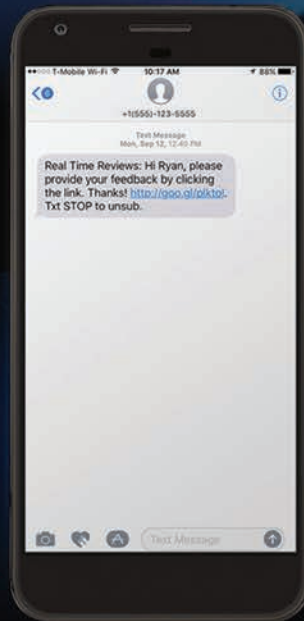 T-Mobile Wi-Fi 10:17 AM 88%
+1(555)-123-5555
Text Message
Mon, Sep 12, 12:40 PM
Real Time Reviews: Hi Ryan, please
provide your feedback by clicking
the link. Thanks! http://goo.gl/plktol.
Txt STOP to unsub.
Text Message